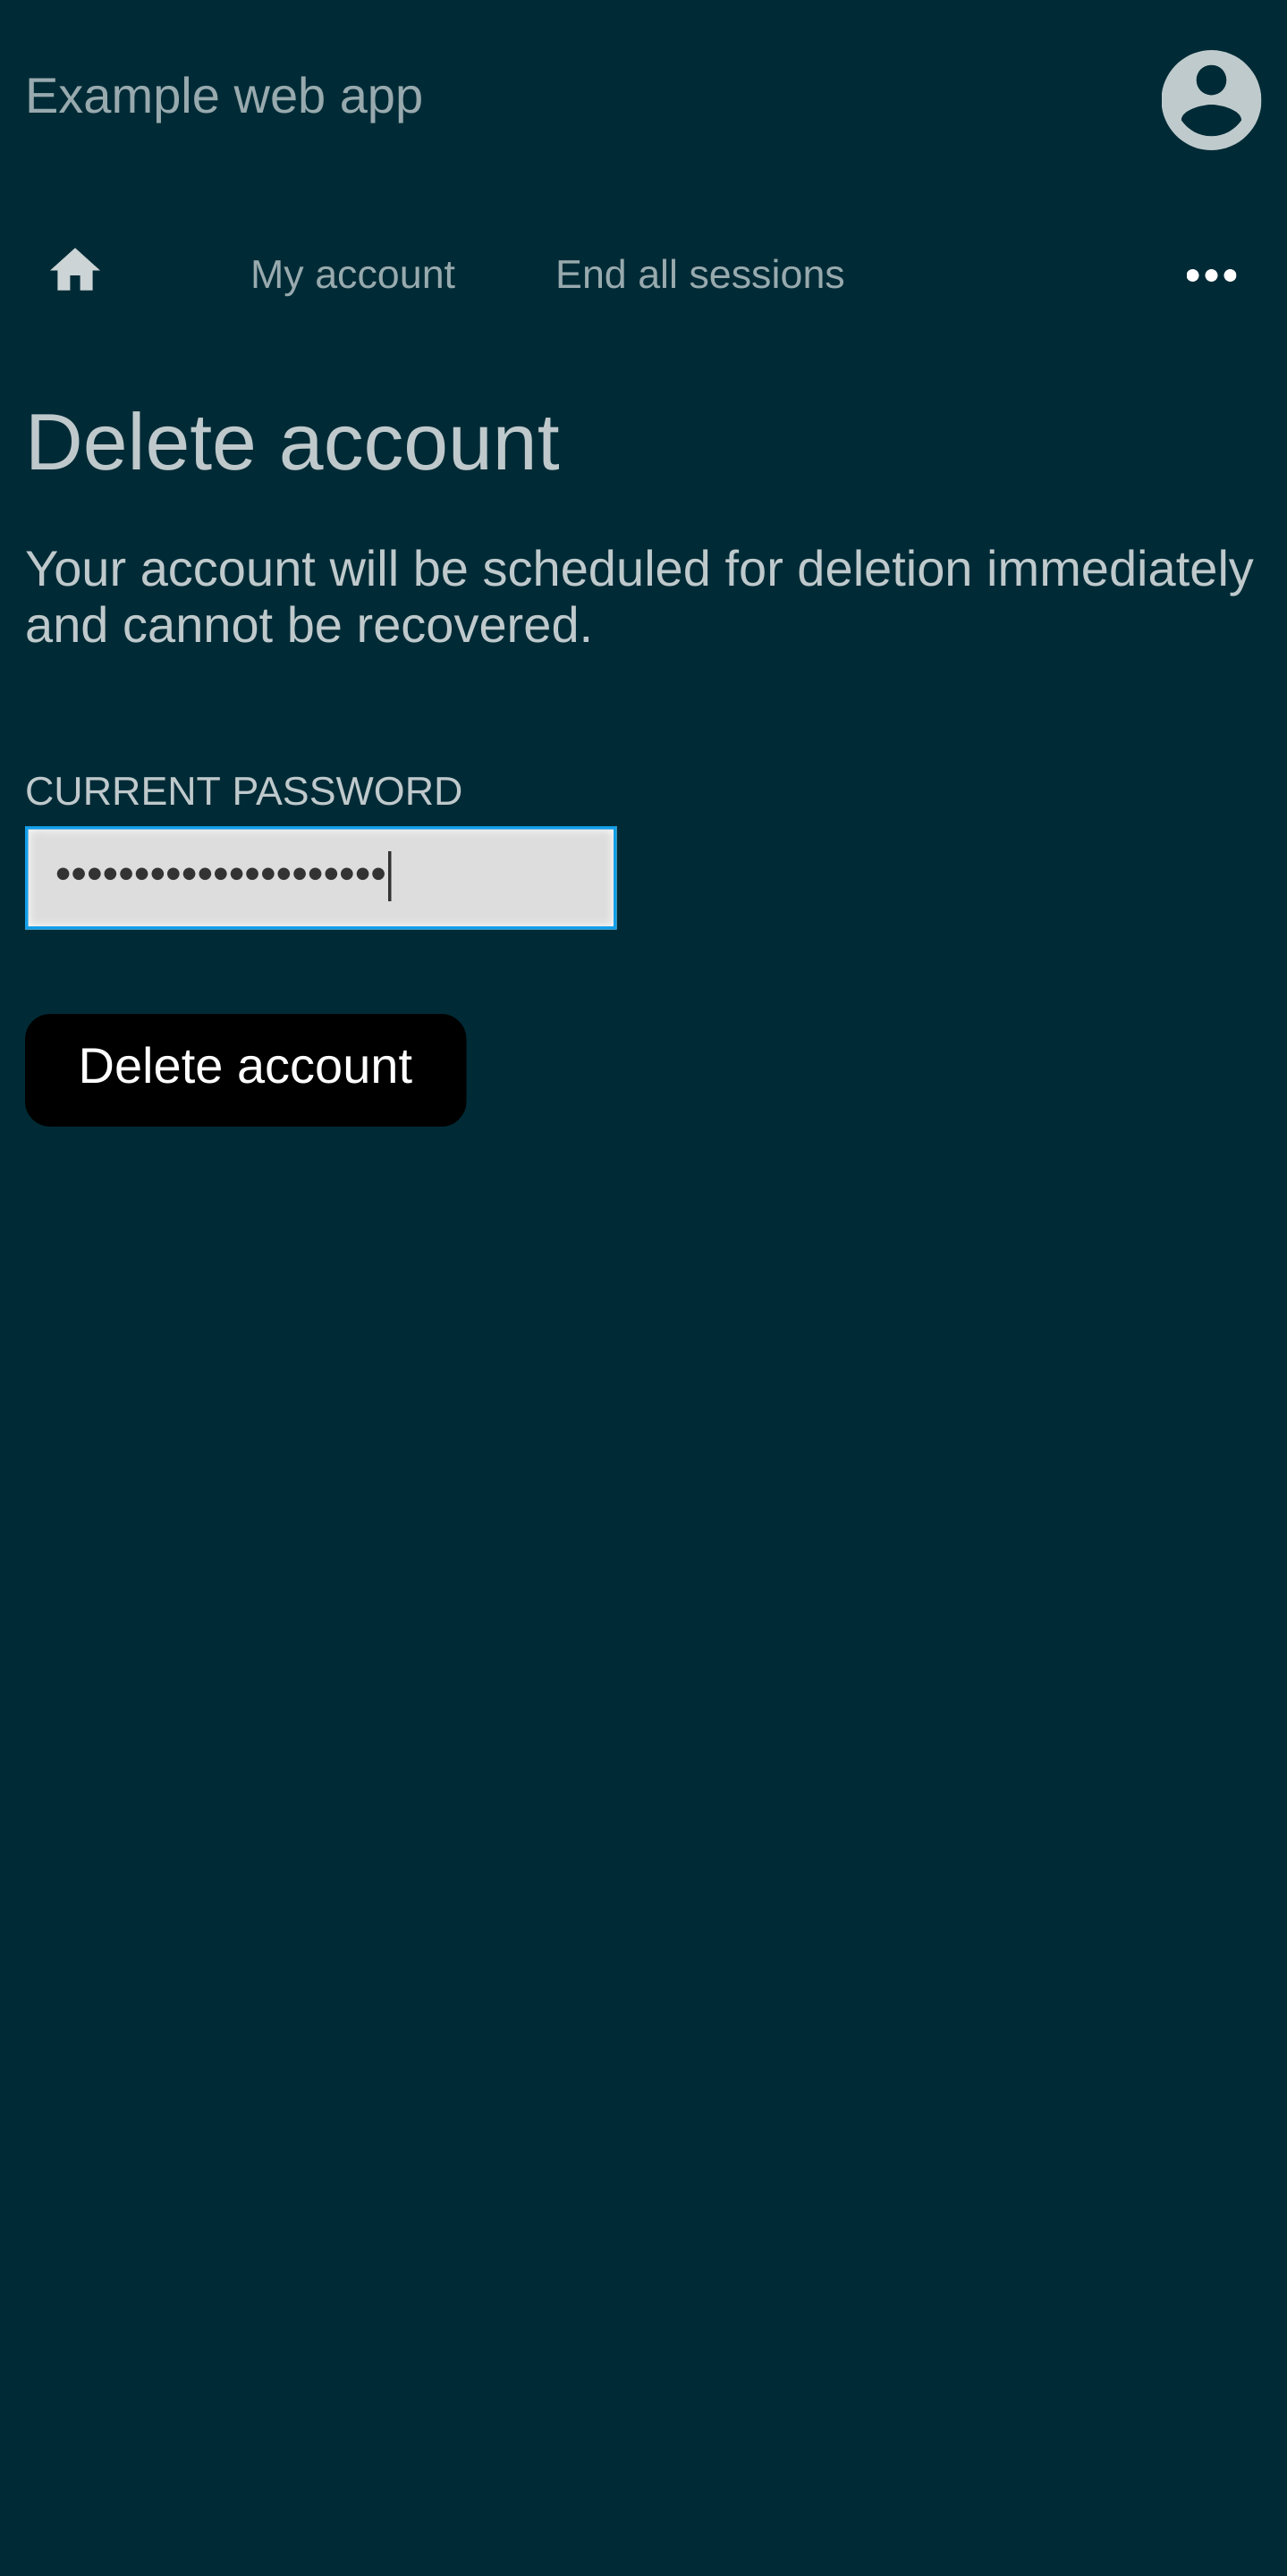 Example web app
My account End all sessions •••
Delete account
Your account will be scheduled for deletion immediately
and cannot be recovered.
CURRENT PASSWORD
•••••••••••••••••••••
Delete account